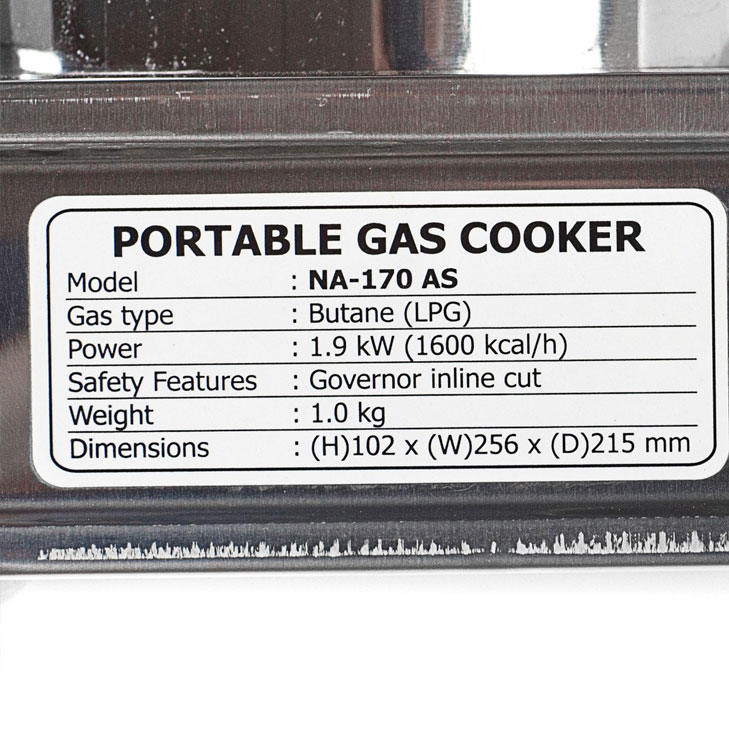 PORTABLE GAS COOKER
Model : NA-170 AS
Gas type : Butane (LPG)
Power : 1.9 kW (1600 kcal/h)
Safety Features : Governor inline cut
Weight : 1.0 kg
Dimensions : (H)102 x (W)256 x (D)215 mm